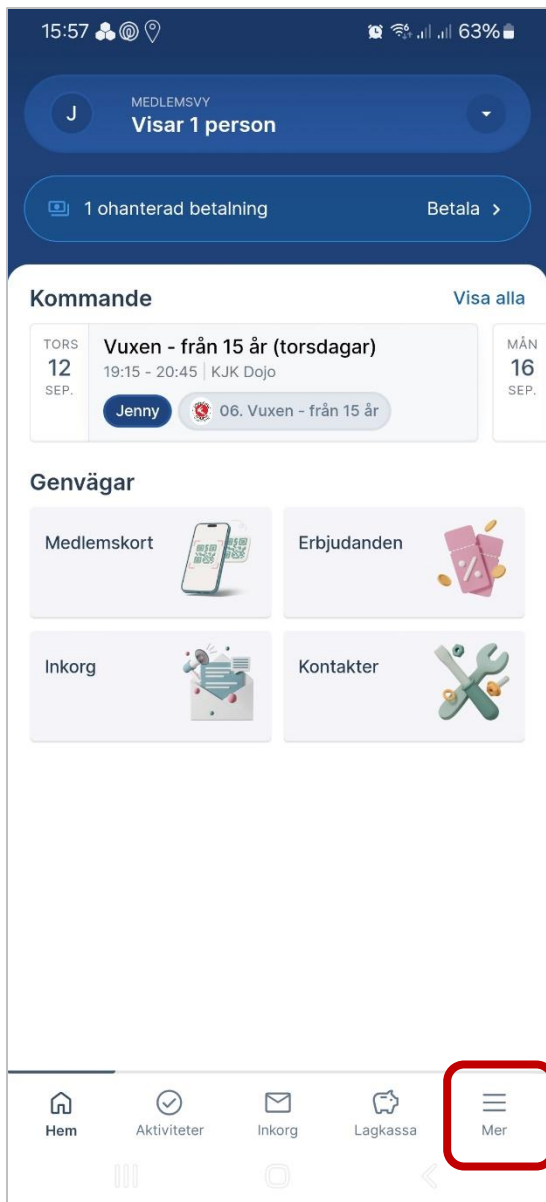 15:57 63%
J
MEDLEMSVY
Visar 1 person
1 ohanterad betalning Betala
Kommande Visa alla
TORS
12
SEP.
Vuxen - från 15 år (torsdagar)
19:15 - 20:45 | KJK Dojo
Jenny 06. Vuxen - från 15 år
MÅN
16
SEP.
Genvägar
Medlemskort Erbjudanden
Inkorg Kontakter
Hem Aktiviteter Inkorg Lagkassa Mer